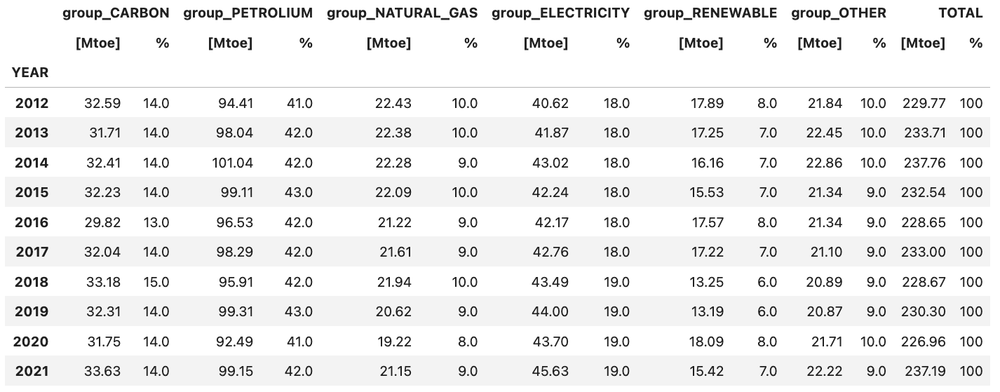 group_CARBON group_PETROLIUM group_NATURAL_GAS group_ELECTRICITY group_RENEWABLE group_OTHER TOTAL
[Mtoe] % [Mtoe] % [Mtoe] % [Mtoe] % [Mtoe] % [Mtoe] % [Mtoe] %
YEAR
2012 32.59 14.0 94.41 41.0 22.43 10.0 40.62 18.0 17.89 8.0 21.84 10.0 229.77 100
2013 31.71 14.0 98.04 42.0 22.38 10.0 41.87 18.0 17.25 7.0 22.45 10.0 233.71 100
2014 32.41 14.0 101.04 42.0 22.28 9.0 43.02 18.0 16.16 7.0 22.86 10.0 237.76 100
2015 32.23 14.0 99.11 43.0 22.09 10.0 42.24 18.0 15.53 7.0 21.34 9.0 232.54 100
2016 29.82 13.0 96.53 42.0 21.22 9.0 42.17 18.0 17.57 8.0 21.34 9.0 228.65 100
2017 32.04 14.0 98.29 42.0 21.61 9.0 42.76 18.0 17.22 7.0 21.10 9.0 233.00 100
2018 33.18 15.0 95.91 42.0 21.94 10.0 43.49 19.0 13.25 6.0 20.89 9.0 228.67 100
2019 32.31 14.0 99.31 43.0 20.62 9.0 44.00 19.0 13.19 6.0 20.87 9.0 230.30 100
2020 31.75 14.0 92.49 41.0 19.22 8.0 43.70 19.0 18.09 8.0 21.71 10.0 226.96 100
2021 33.63 14.0 99.15 42.0 21.15 9.0 45.63 19.0 15.42 7.0 22.22 9.0 237.19 100